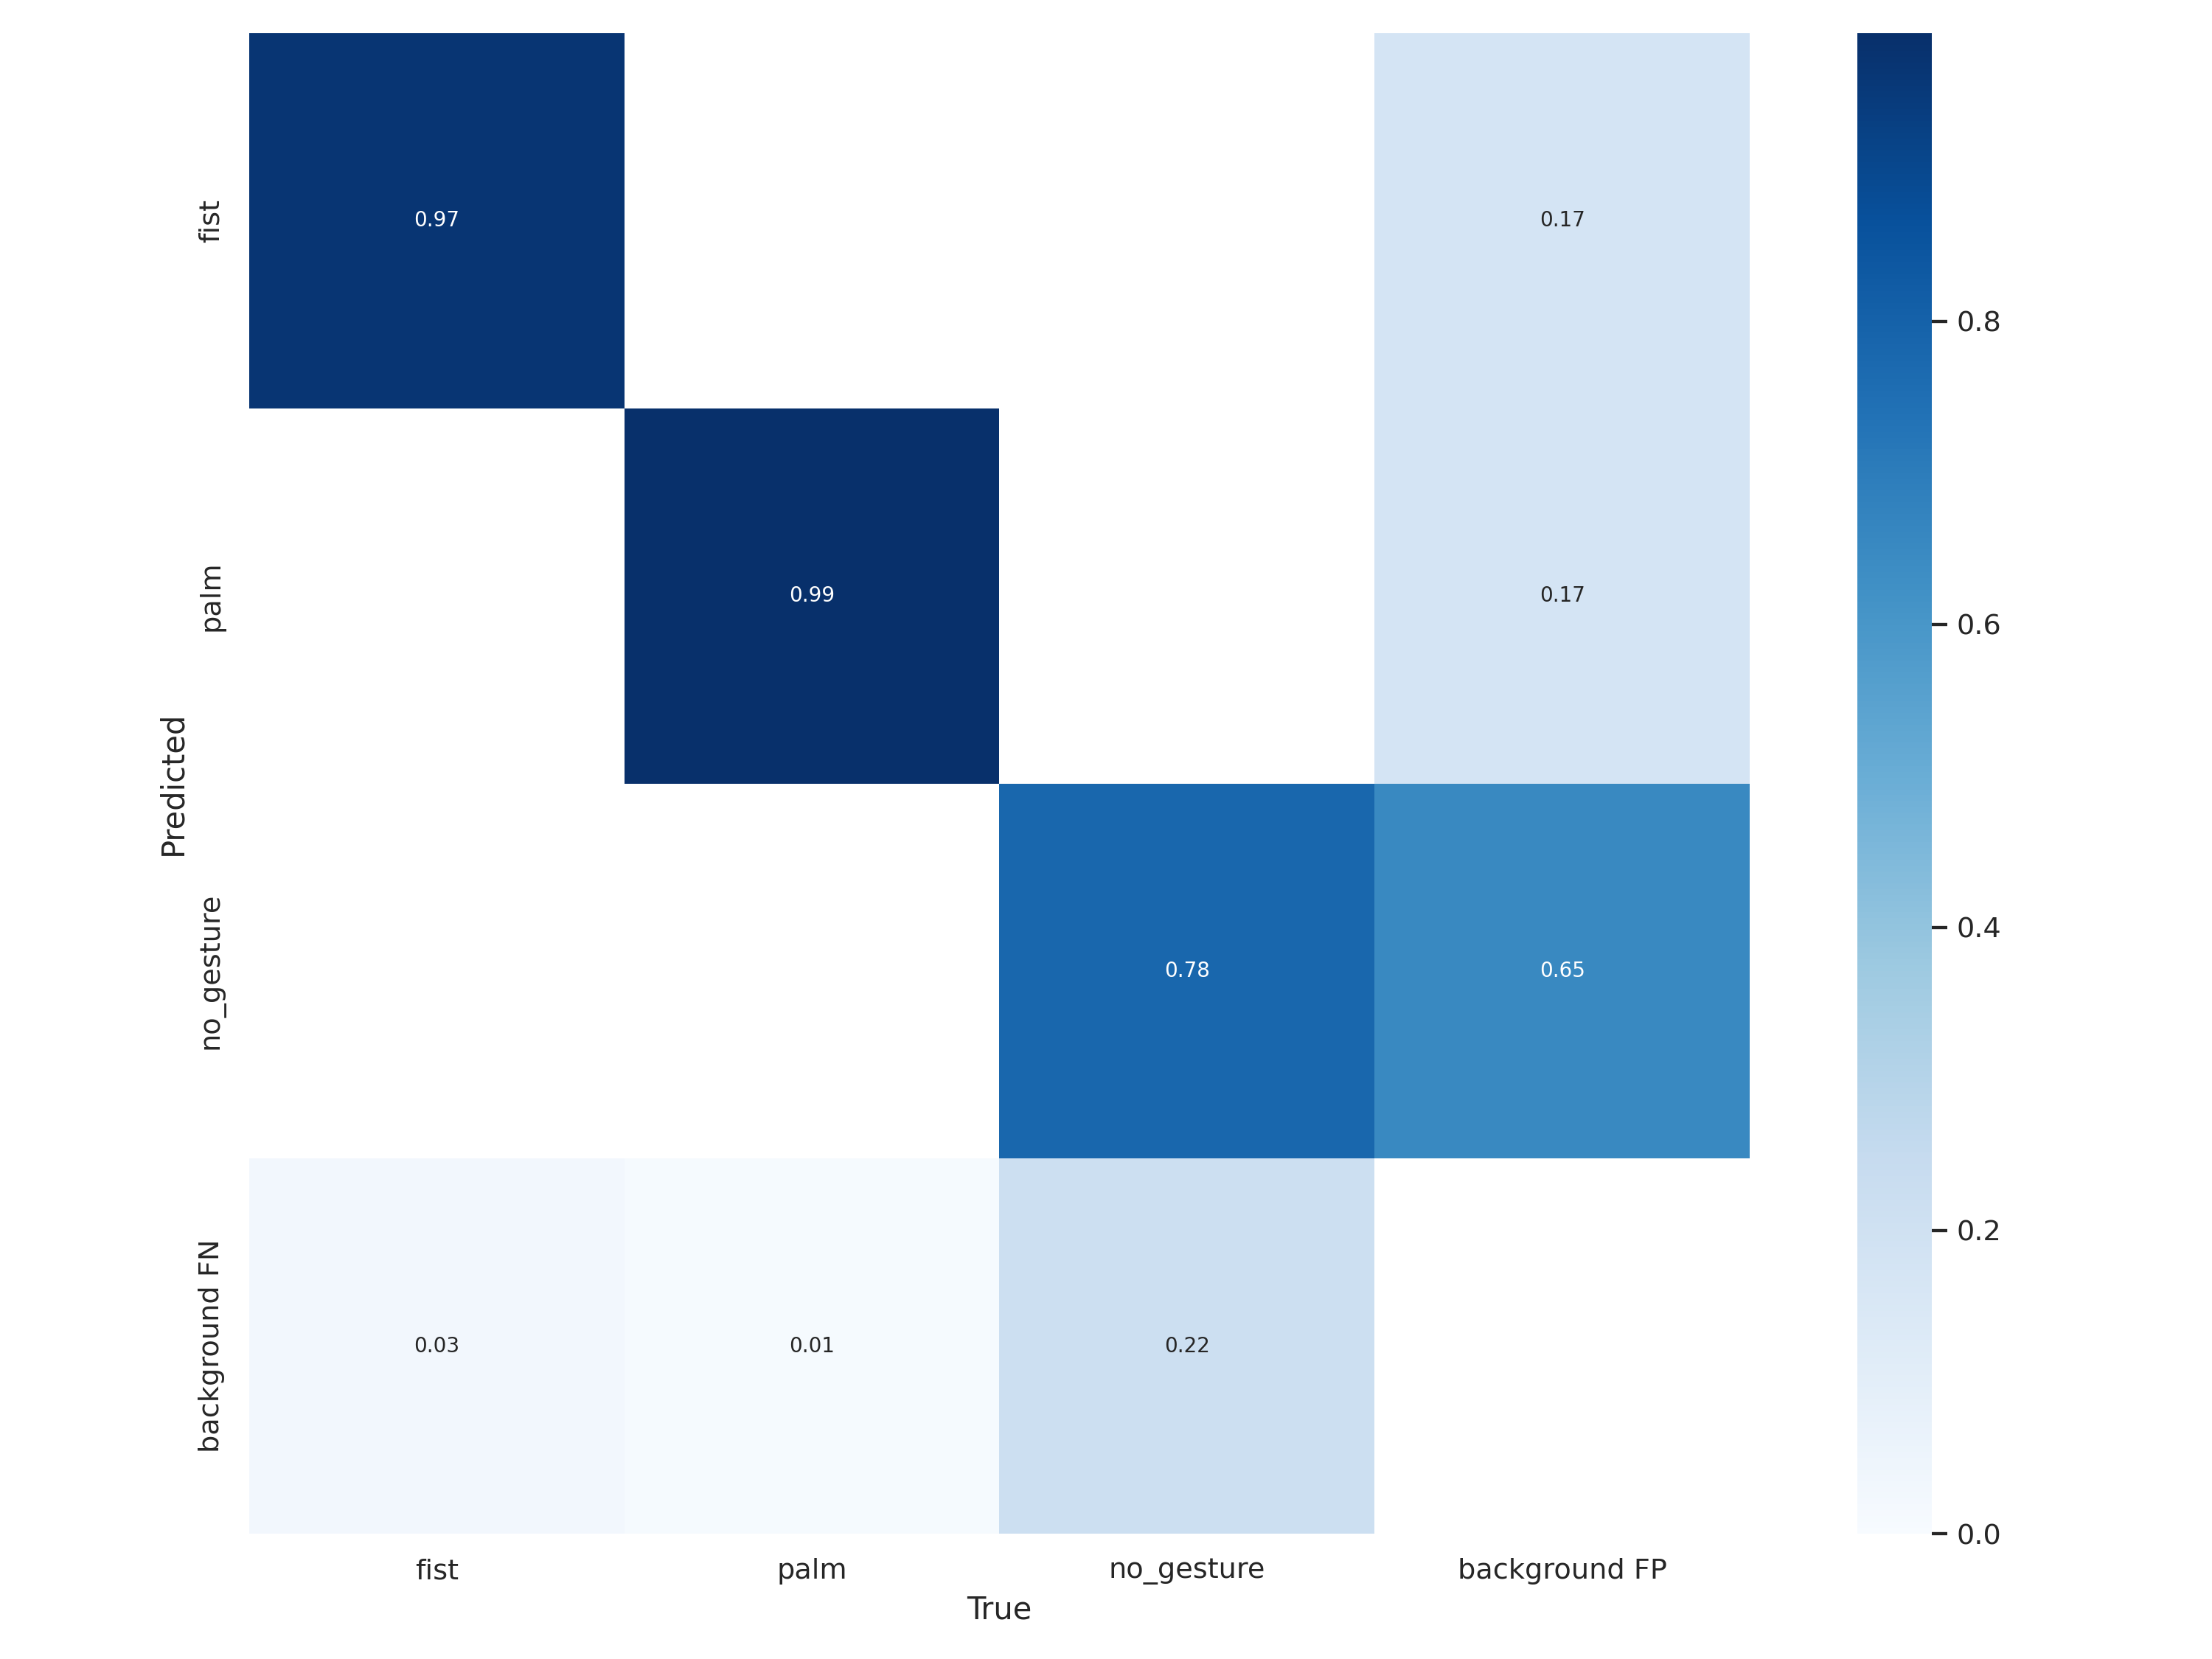 fist
0.97
0.17
palm
0.99
0.17
Predicted
no_gesture
0.78
0.65
background FN
0.03
0.01
0.22
fist
palm
no_gesture
background FP
True
0.8
0.6
0.4
0.2
0.0